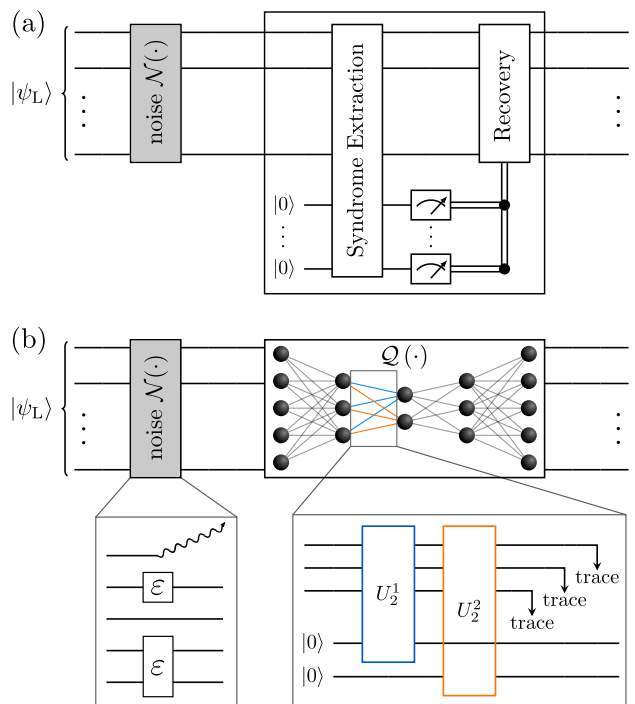 (a)
|ψ_L⟩
noise 𝒩(·)
Syndrome Extraction
Recovery
|0⟩
|0⟩
(b)
|ψ_L⟩
noise 𝒩(·)
𝒬(·)
ℰ
ℰ
U_2^1
U_2^2
trace
trace
trace
|0⟩
|0⟩